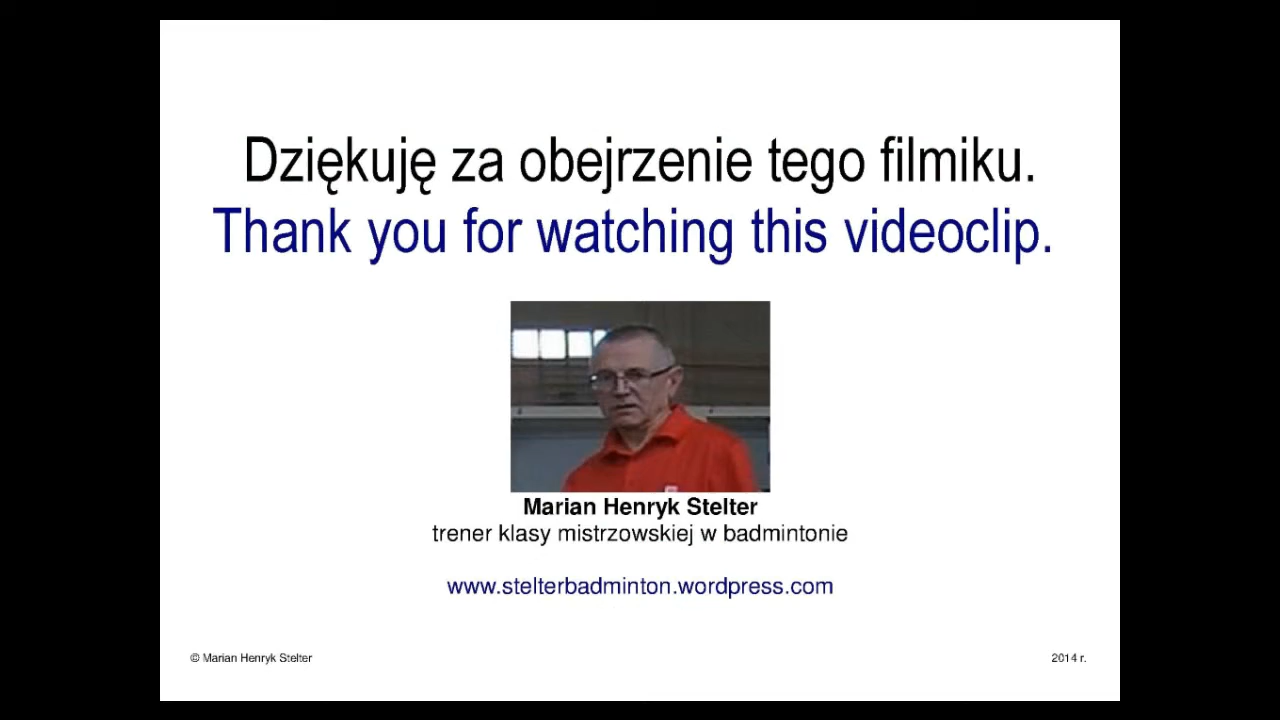 Dziękuję za obejrzenie tego filmiku.
Thank you for watching this videoclip.
Marian Henryk Stelter
trener klasy mistrzowskiej w badmintonie
www.stelterbadminton.wordpress.com
© Marian Henryk Stelter
2014 r.